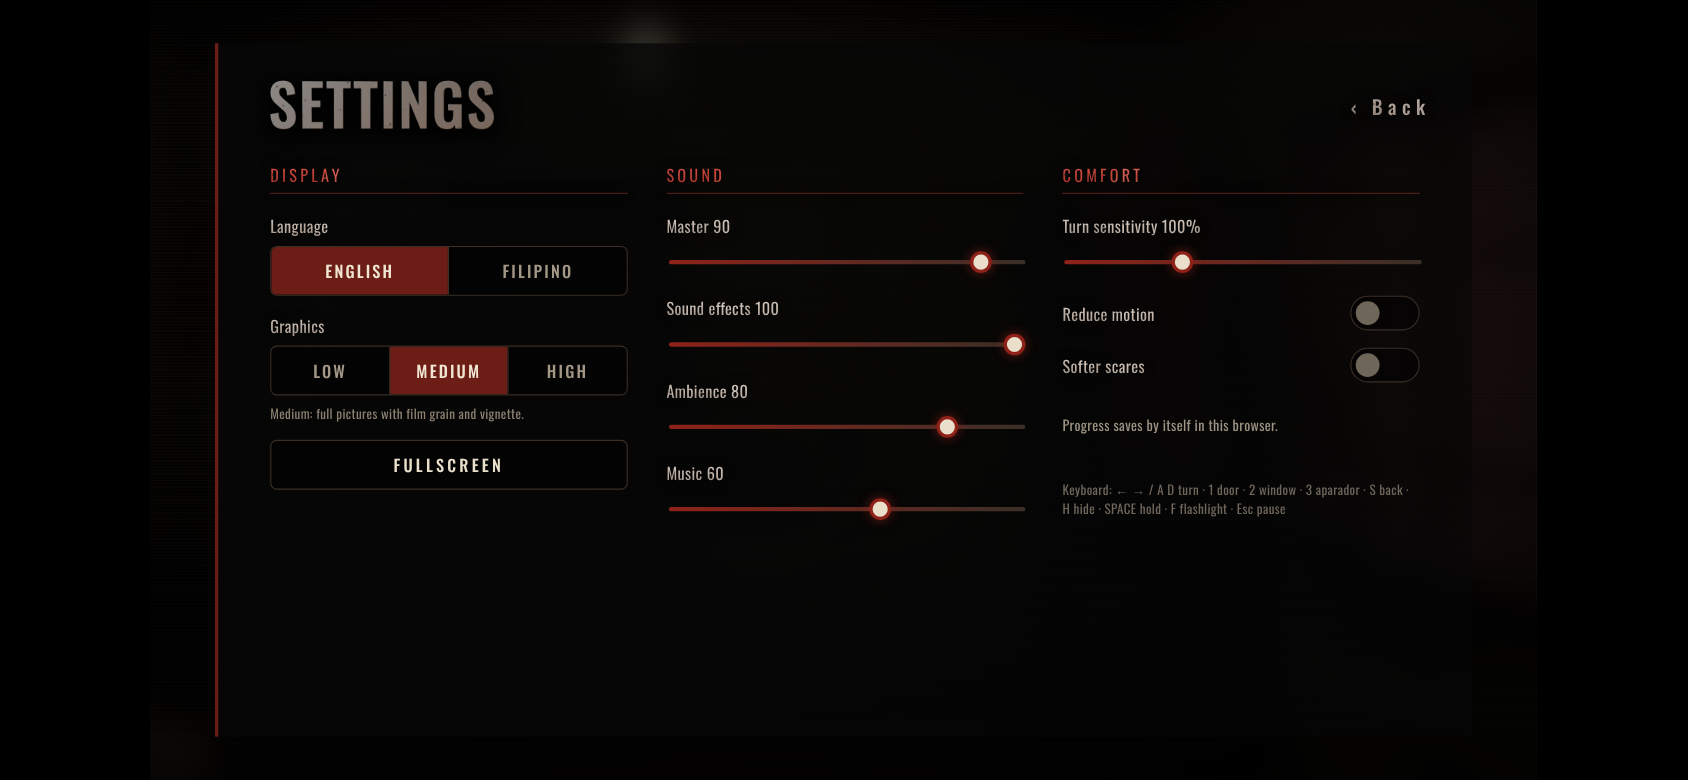 SETTINGS
‹ Back
DISPLAY
Language
ENGLISH
FILIPINO
Graphics
LOW
MEDIUM
HIGH
Medium: full pictures with film grain and vignette.
FULLSCREEN
SOUND
Master 90
Sound effects 100
Ambience 80
Music 60
COMFORT
Turn sensitivity 100%
Reduce motion
Softer scares
Progress saves by itself in this browser.
Keyboard: ← → / A D turn · 1 door · 2 window · 3 aparador · S back ·
H hide · SPACE hold · F flashlight · Esc pause